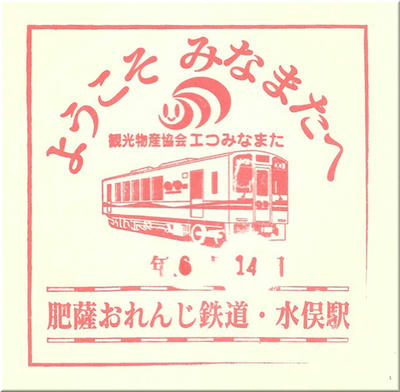 ようこそ みなまたへ
観光物産協会エコみなまた
年.6 14 1
肥薩おれんじ鉄道・水俣駅